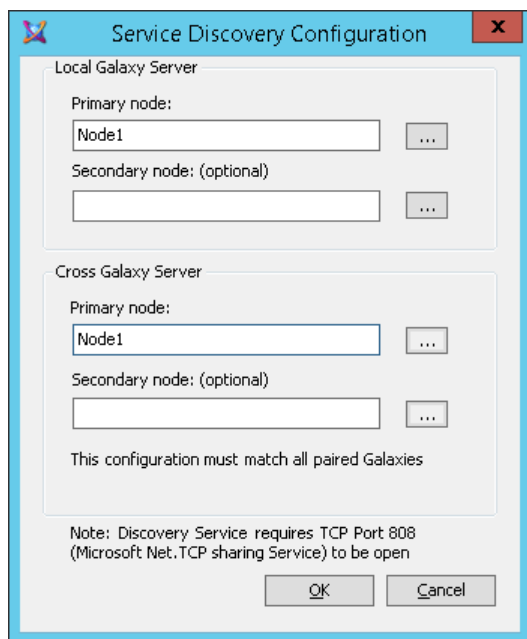 Service Discovery Configuration
x
Local Galaxy Server
Primary node:
Node1
...
Secondary node: (optional)
...
Cross Galaxy Server
Primary node:
Node1
...
Secondary node: (optional)
...
This configuration must match all paired Galaxies
Note: Discovery Service requires TCP Port 808
(Microsoft Net.TCP sharing Service) to be open
OK
Cancel